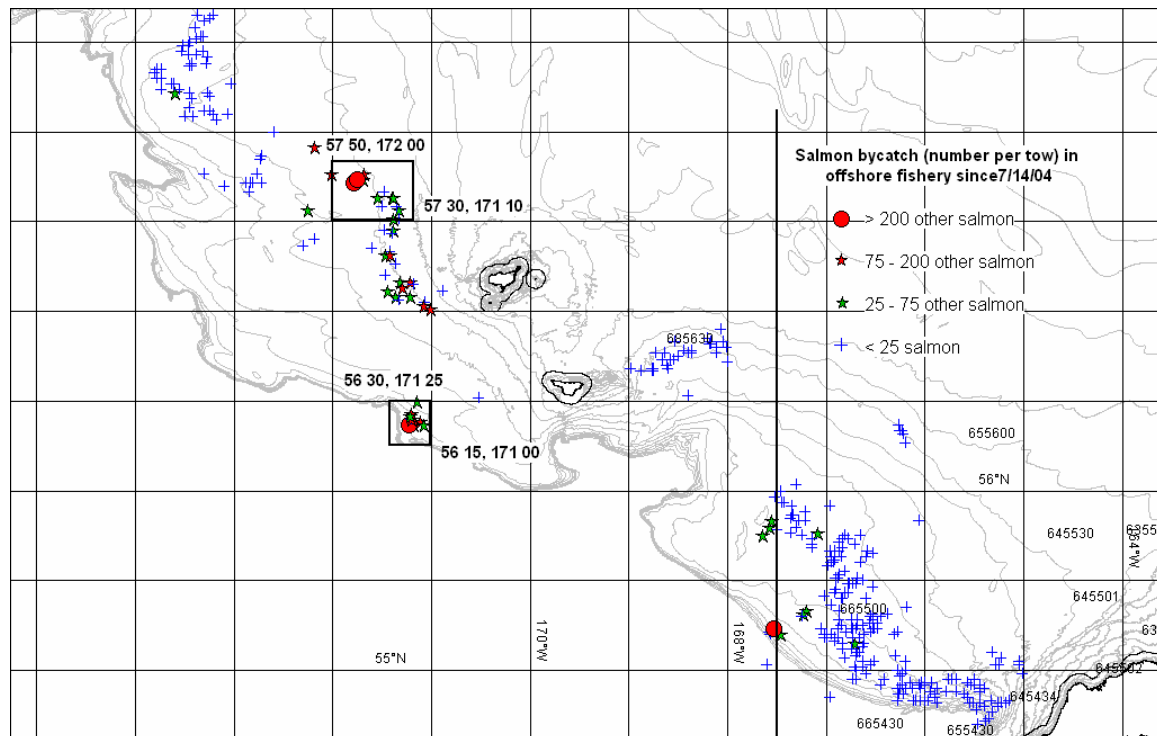 57 50, 172 00
Salmon bycatch (number per tow) in
offshore fishery since7/14/04
57 30, 171 10
> 200 other salmon
75 - 200 other salmon
25 - 75 other salmon
< 25 salmon
56 30, 171 25
56 15, 171 00
655600
56°N
645530
6355
164°W
645501
665500
63
170°W
168°W
55°N
645502
645434
665430
655430